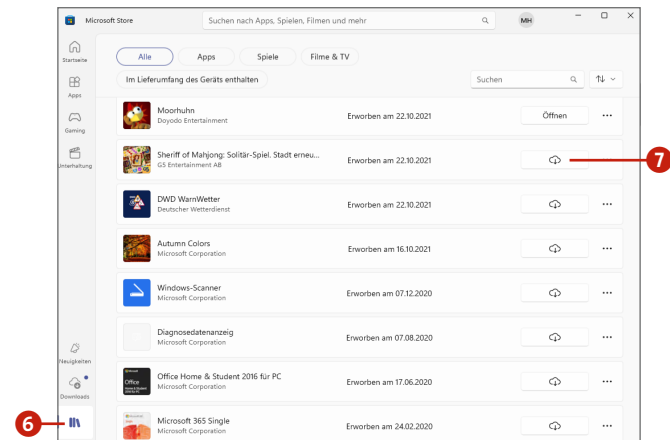 Microsoft Store
Suchen nach Apps, Spielen, Filmen und mehr
MH
Startseite
Apps
Gaming
Unterhaltung
Neuigkeiten
Downloads
Alle
Apps
Spiele
Filme & TV
Im Lieferumfang des Geräts enthalten
Suchen
Moorhuhn
Doyodo Entertainment
Erworben am 22.10.2021
Öffnen
Sheriff of Mahjong: Solitär-Spiel. Stadt erneu...
G5 Entertainment AB
Erworben am 22.10.2021
7
DWD WarnWetter
Deutscher Wetterdienst
Erworben am 22.10.2021
Autumn Colors
Microsoft Corporation
Erworben am 16.10.2021
Windows-Scanner
Microsoft Corporation
Erworben am 07.12.2020
Diagnosedatenanzeig
Microsoft Corporation
Erworben am 07.08.2020
Office
Office Home & Student 2016 für PC
Microsoft Corporation
Erworben am 17.06.2020
6
Microsoft 365 Single
Microsoft Corporation
Erworben am 24.02.2020